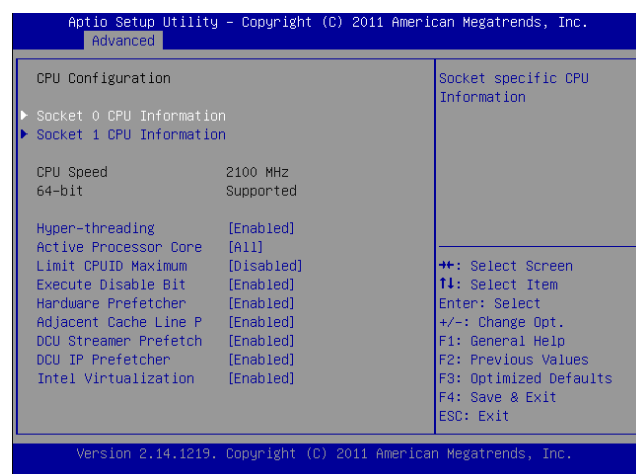 Aptio Setup Utility – Copyright (C) 2011 American Megatrends, Inc.
Advanced
CPU Configuration
Socket 0 CPU Information
Socket 1 CPU Information
CPU Speed 2100 MHz
64-bit Supported
Hyper-threading [Enabled]
Active Processor Core [All]
Limit CPUID Maximum [Disabled]
Execute Disable Bit [Enabled]
Hardware Prefetcher [Enabled]
Adjacent Cache Line P [Enabled]
DCU Streamer Prefetch [Enabled]
DCU IP Prefetcher [Enabled]
Intel Virtualization [Enabled]
Socket specific CPU
Information
→←: Select Screen
↑↓: Select Item
Enter: Select
+/-: Change Opt.
F1: General Help
F2: Previous Values
F3: Optimized Defaults
F4: Save & Exit
ESC: Exit
Version 2.14.1219. Copyright (C) 2011 American Megatrends, Inc.